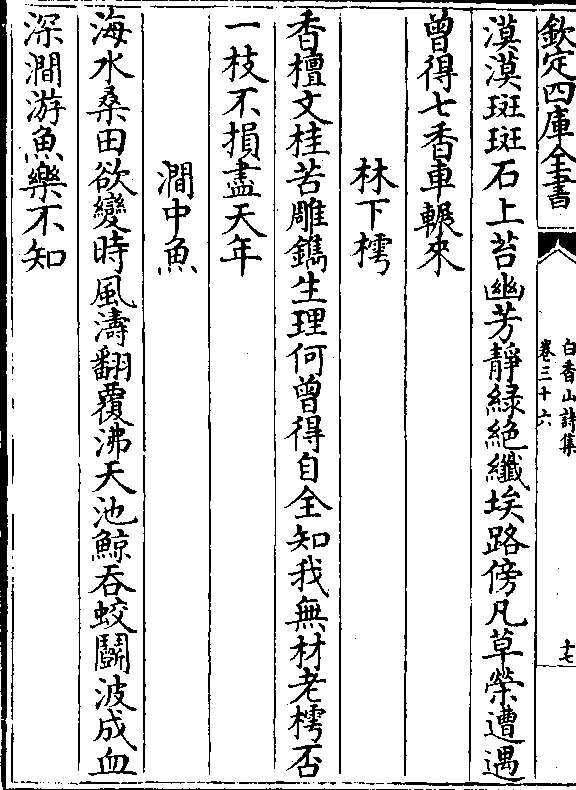 欽定四庫全書
白香山詩集
卷三十六
十七
漠漠斑斑石上苔幽芳靜綠絶纖埃路傍凡草榮遭遇
曾得七香車輾來
林下樗
香檀文桂苦雕鐫生理何曾得自全知我無材老樗否
一枝不損盡天年
澗中魚
海水桑田欲變時風濤翻覆沸天池鯨吞蛟鬬波成血
深澗游魚樂不知